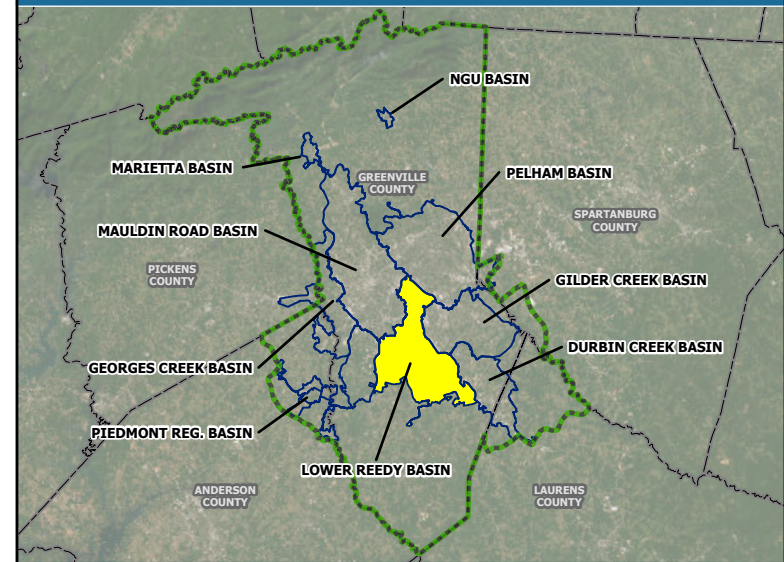 NGU BASIN
MARIETTA BASIN
GREENVILLE
COUNTY
PELHAM BASIN
SPARTANBURG
COUNTY
MAULDIN ROAD BASIN
PICKENS
COUNTY
GILDER CREEK BASIN
DURBIN CREEK BASIN
GEORGES CREEK BASIN
PIEDMONT REG. BASIN
LOWER REEDY BASIN
ANDERSON
COUNTY
LAURENS
COUNTY